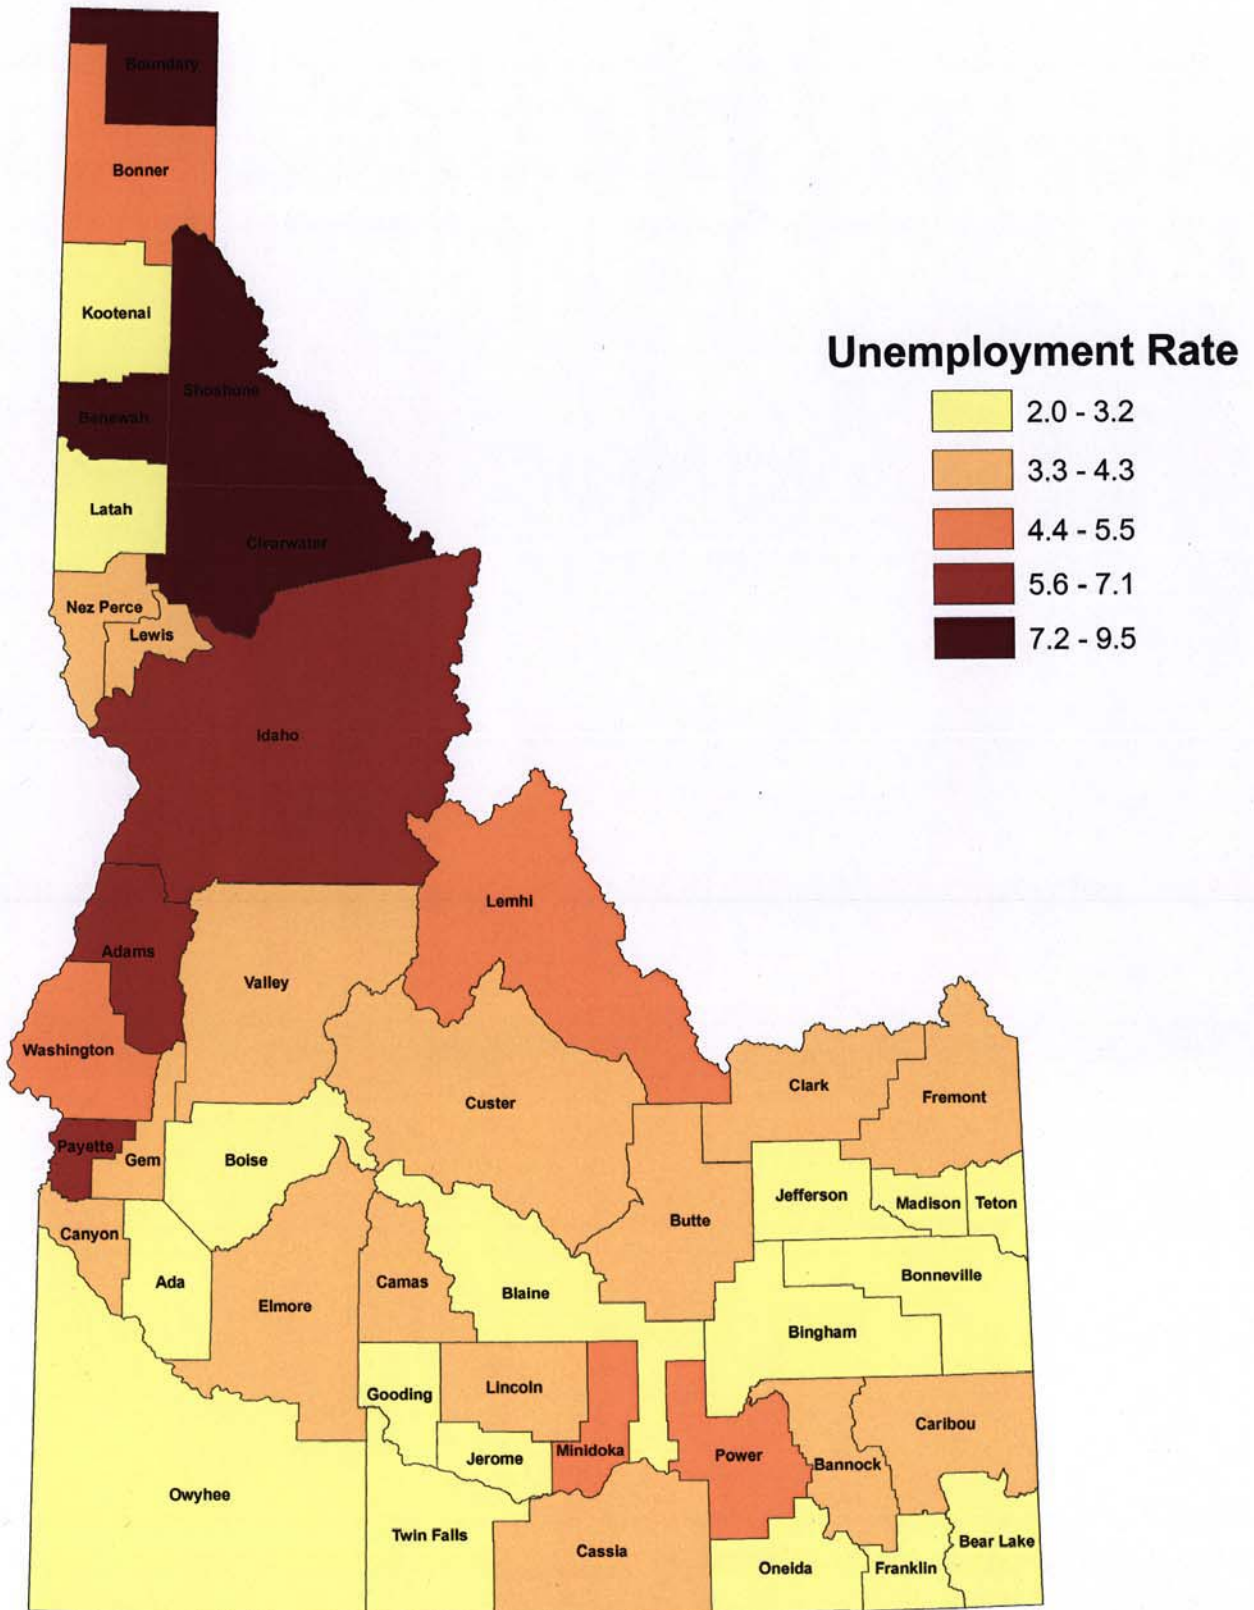 Boundary
Bonner
Kootenai
Shoshone
Benewah
Latah
Clearwater
Nez Perce
Lewis
Idaho
Unemployment Rate
2.0 - 3.2
3.3 - 4.3
4.4 - 5.5
5.6 - 7.1
7.2 - 9.5
Lemhi
Adams
Valley
Washington
Custer
Clark
Fremont
Payette
Gem
Boise
Jefferson
Madison
Teton
Butte
Canyon
Ada
Elmore
Camas
Blaine
Bonneville
Bingham
Gooding
Lincoln
Caribou
Jerome
Minidoka
Power
Bannock
Owyhee
Twin Falls
Cassia
Oneida
Franklin
Bear Lake